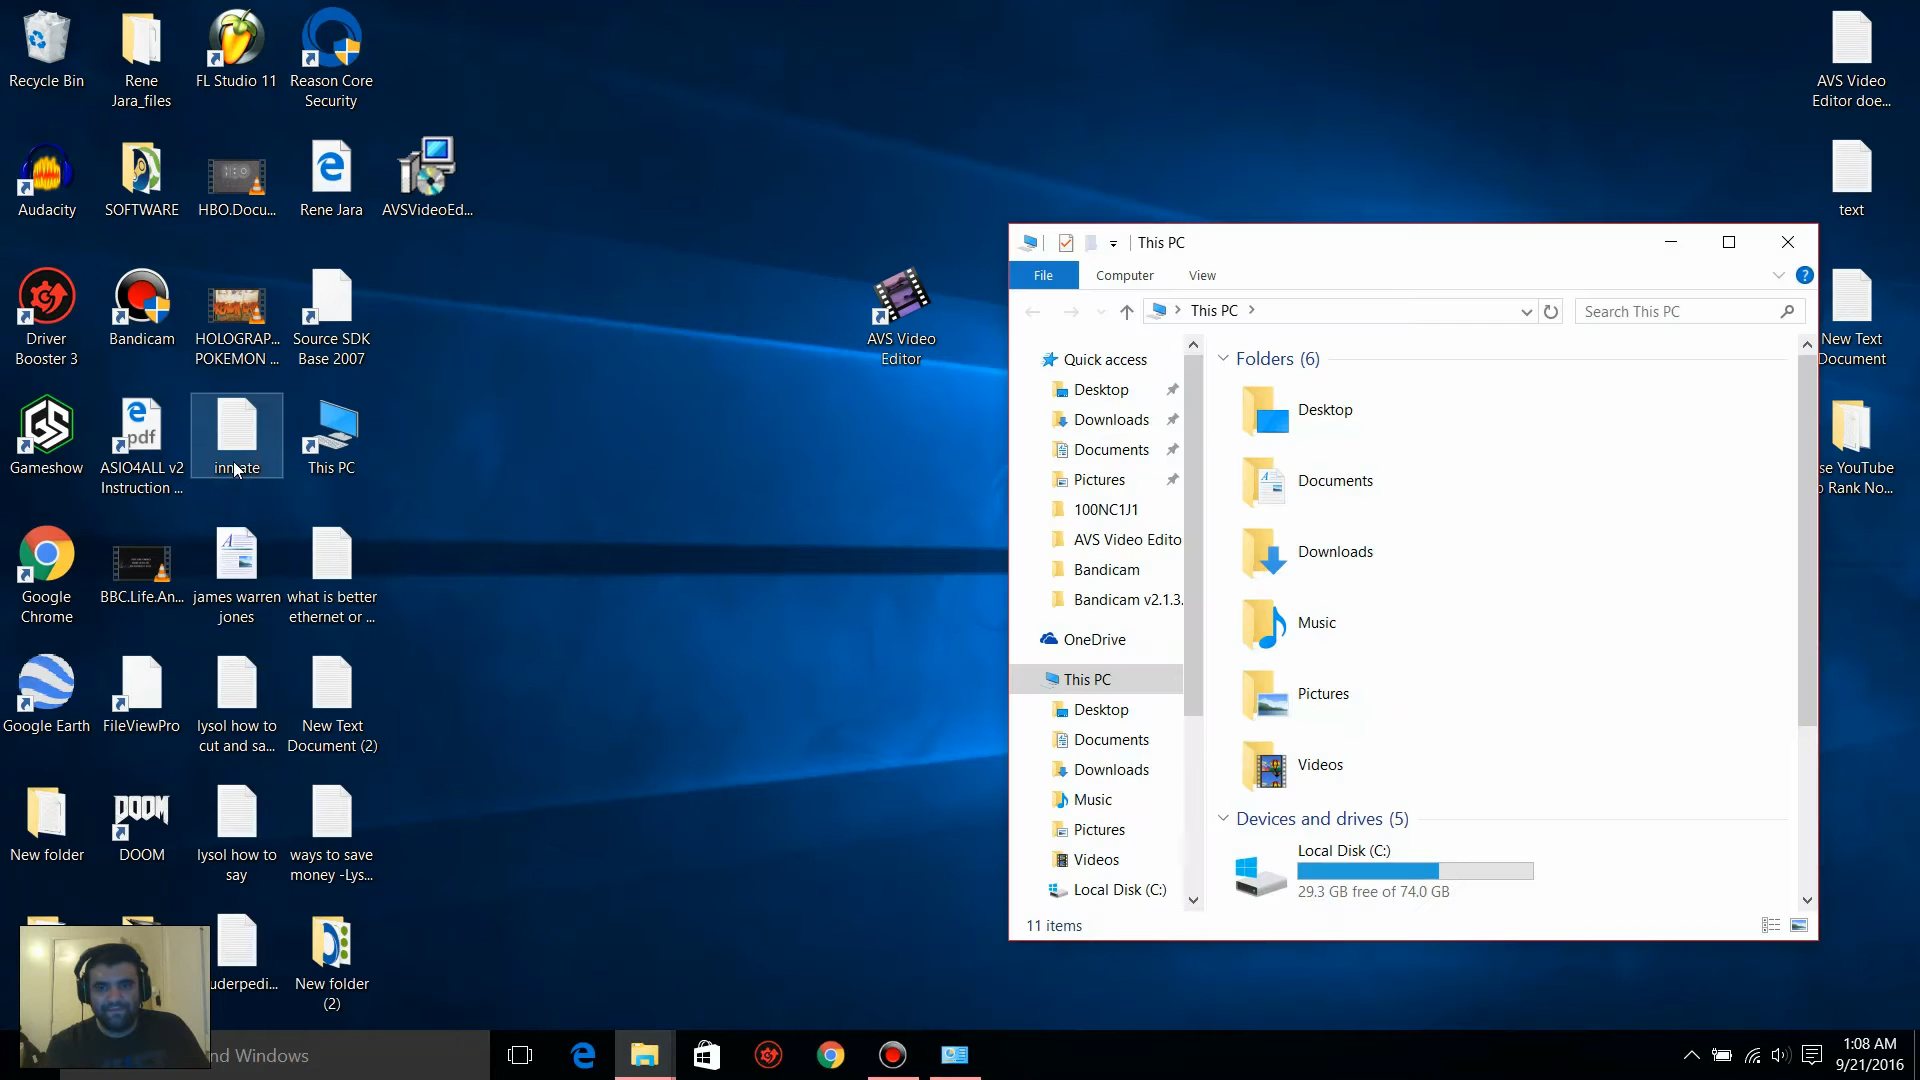 Recycle Bin
Rene
Jara_files
FL Studio 11
Reason Core
Security
Audacity
SOFTWARE
HBO.Docu...
Rene Jara
AVSVideoEd...
Driver
Booster 3
Bandicam
HOLOGRAP...
POKEMON ...
Source SDK
Base 2007
Gameshow
ASIO4ALL v2
Instruction ...
pdf
This PC
Google
Chrome
BBC.Life.An...
james warren
jones
what is better
ethernet or ...
Google Earth
FileViewPro
lysol how to
cut and sa...
New Text
Document (2)
New folder
DOOM
DOOM
lysol how to
say
ways to save
money -Lys...
uderpedi...
New folder
(2)
AVS Video
Editor
AVS Video
Editor doe...
text
New Text
Document
se YouTube
Rank No...
This PC
File
Computer
View
This PC
Search This PC
Quick access
Desktop
Downloads
Documents
Pictures
100NC1J1
AVS Video Edito
Bandicam
Bandicam v2.1.3.
OneDrive
This PC
Desktop
Documents
Downloads
Music
Pictures
Videos
Local Disk (C:)
Folders (6)
Desktop
Documents
Downloads
Music
Pictures
Videos
Devices and drives (5)
Local Disk (C:)
29.3 GB free of 74.0 GB
11 items
nd Windows
1:08 AM
9/21/2016